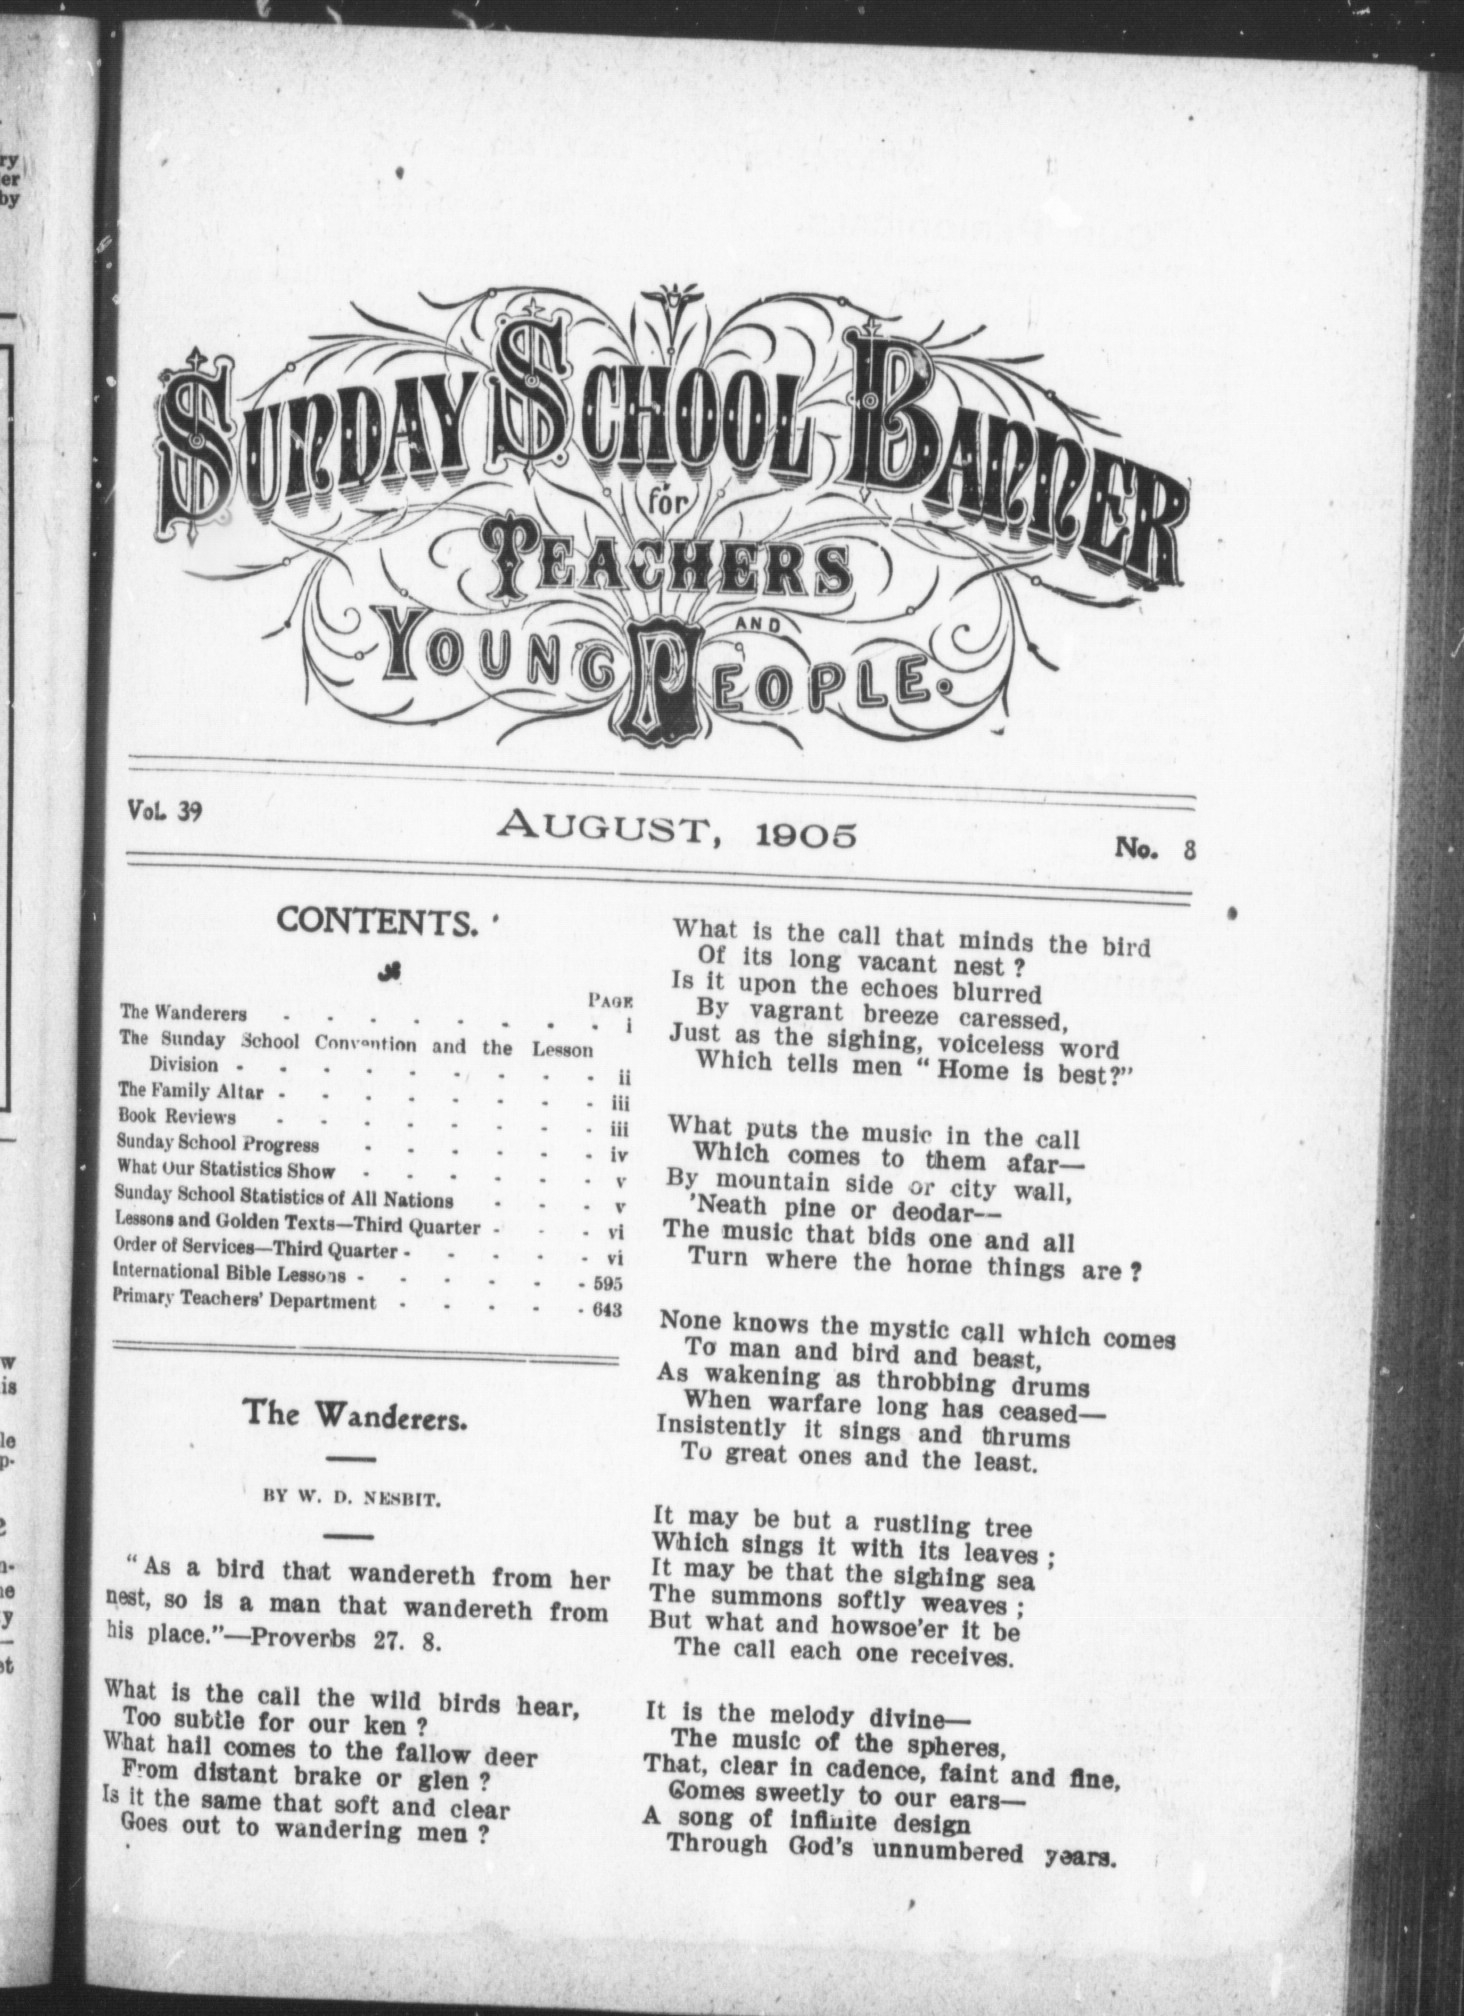 ry
er
by
w
is
le
p-
n-
ne
y
et
SUNDAY SCHOOL BANNER
for
TEACHERS
AND
YOUNG PEOPLE.
Vol. 39 AUGUST, 1905 No. 8
CONTENTS.
PAGE
The Wanderers - - - - - - - - i
The Sunday School Convention and the Lesson
Division - - - - - - - - - ii
The Family Altar - - - - - - - - iii
Book Reviews - - - - - - - - iii
Sunday School Progress - - - - - - iv
What Our Statistics Show - - - - - - v
Sunday School Statistics of All Nations - - - v
Lessons and Golden Texts—Third Quarter - - - vi
Order of Services—Third Quarter - - - - - vi
International Bible Lessons - - - - - - 595
Primary Teachers' Department - - - - - 643
The Wanderers.
BY W. D. NESBIT.
"As a bird that wandereth from her
nest, so is a man that wandereth from
his place."—Proverbs 27. 8.
What is the call the wild birds hear,
Too subtle for our ken ?
What hail comes to the fallow deer
From distant brake or glen ?
Is it the same that soft and clear
Goes out to wandering men ?
What is the call that minds the bird
Of its long vacant nest ?
Is it upon the echoes blurred
By vagrant breeze caressed,
Just as the sighing, voiceless word
Which tells men "Home is best?"
What puts the music in the call
Which comes to them afar—
By mountain side or city wall,
'Neath pine or deodar--
The music that bids one and all
Turn where the home things are ?
None knows the mystic call which comes
To man and bird and beast,
As wakening as throbbing drums
When warfare long has ceased—
Insistently it sings and thrums
To great ones and the least.
It may be but a rustling tree
Which sings it with its leaves ;
It may be that the sighing sea
The summons softly weaves ;
But what and howsoe'er it be
The call each one receives.
It is the melody divine—
The music of the spheres,
That, clear in cadence, faint and fine,
Comes sweetly to our ears—
A song of infinite design
Through God's unnumbered years.